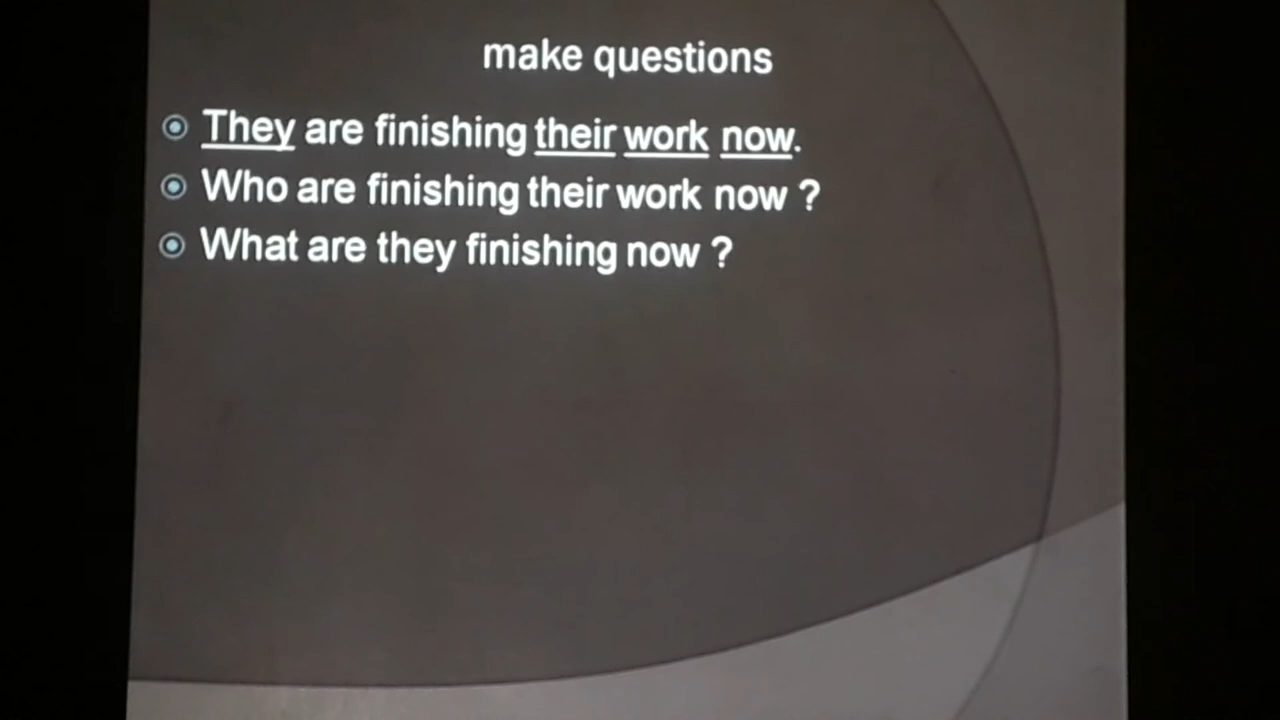 make questions
They are finishing their work now.
Who are finishing their work now ?
What are they finishing now ?